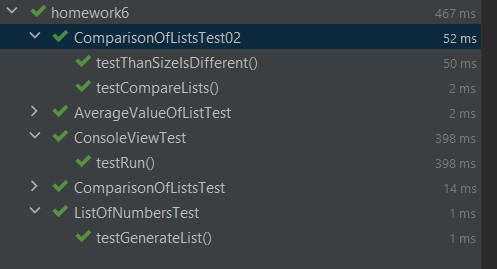 homework6 467 ms
ComparisonOfListsTest02 52 ms
testThanSizeIsDifferent() 50 ms
testCompareLists() 2 ms
AverageValueOfListTest 2 ms
ConsoleViewTest 398 ms
testRun() 398 ms
ComparisonOfListsTest 14 ms
ListOfNumbersTest 1 ms
testGenerateList() 1 ms